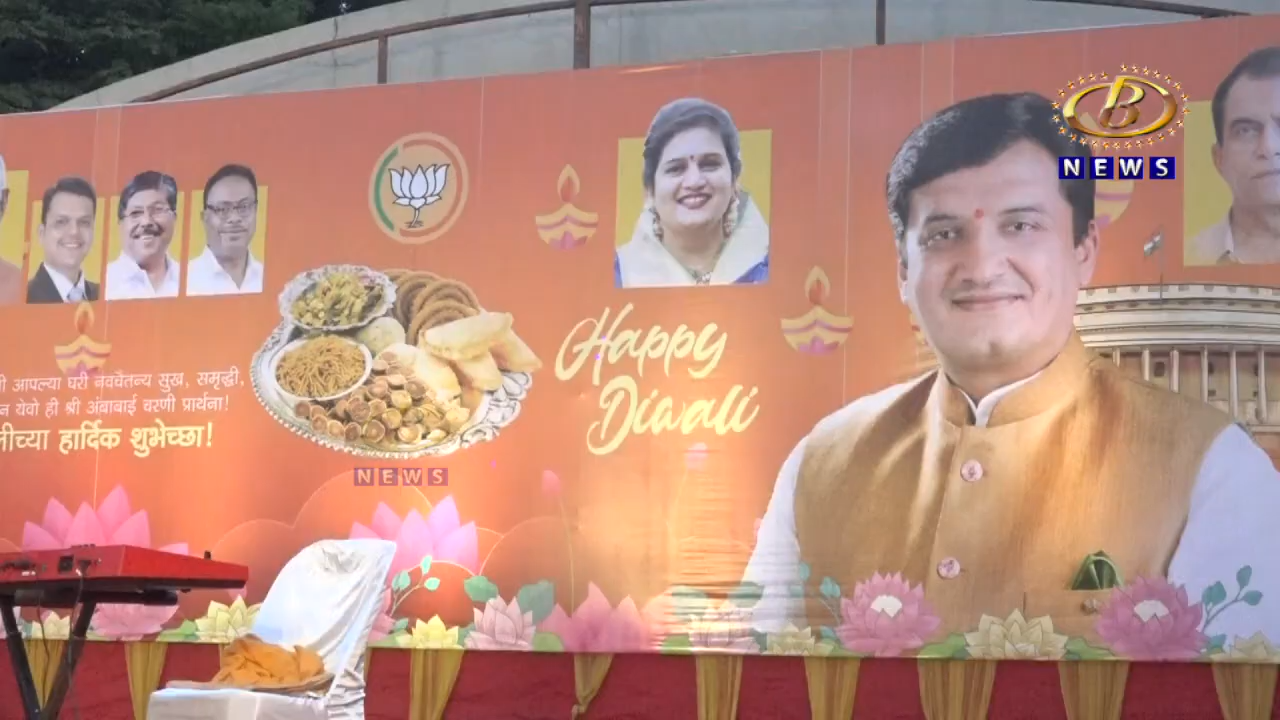 B
NEWS
Happy
Diwali
ी आपल्या घरी नवचैतन्य सुख, समृद्धी,
न येवो ही श्री अंबाबाई चरणी प्रार्थना!
ीच्या हार्दिक शुभेच्छा!
NEWS